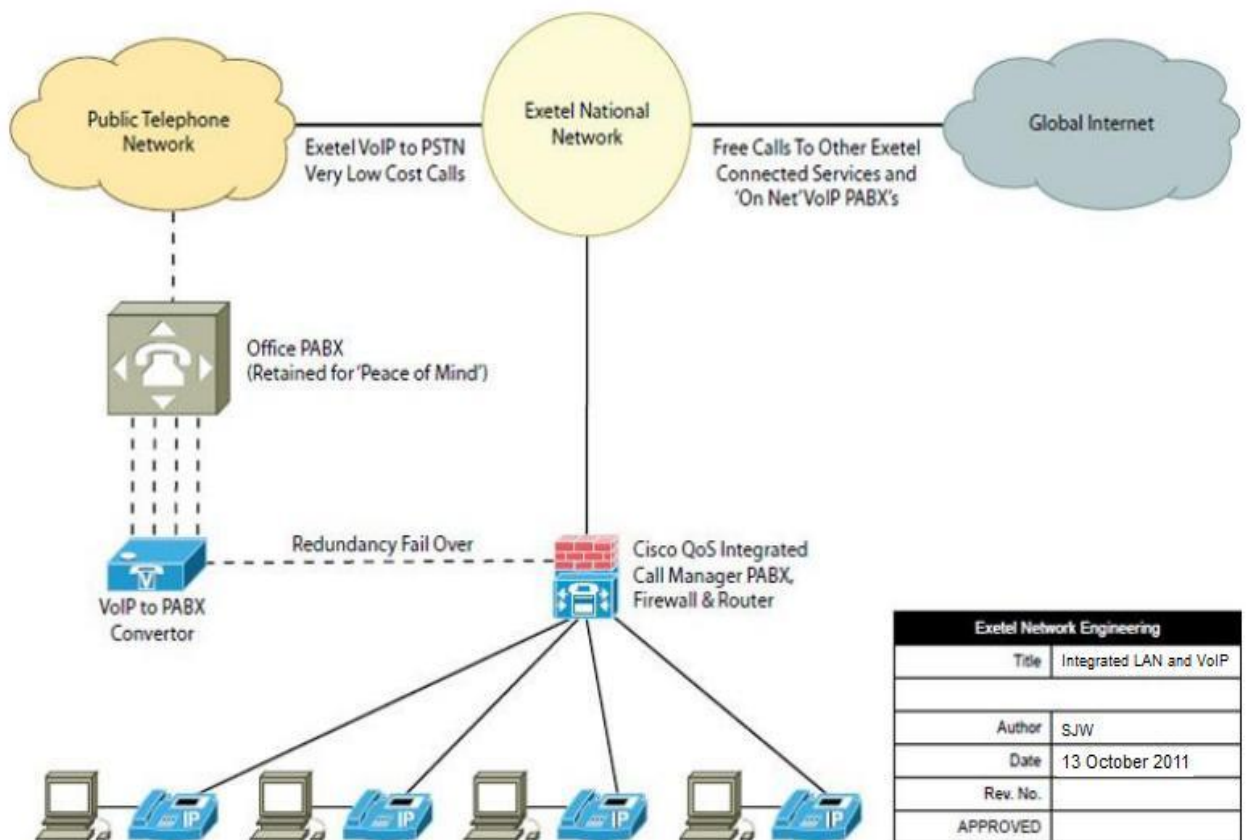 Public Telephone
Network
Exetel VoIP to PSTN
Very Low Cost Calls
Exetel National
Network
Free Calls To Other Exetel
Connected Services and
'On Net' VoIP PABX's
Global Internet
Office PABX
(Retained for 'Peace of Mind')
Redundancy Fail Over
V
VoIP to PABX
Convertor
Cisco QoS Integrated
Call Manager PABX,
Firewall & Router
IP
IP
IP
IP
Exetel Network Engineering
Title Integrated LAN and VoIP
Author SJW
Date 13 October 2011
Rev. No.
APPROVED